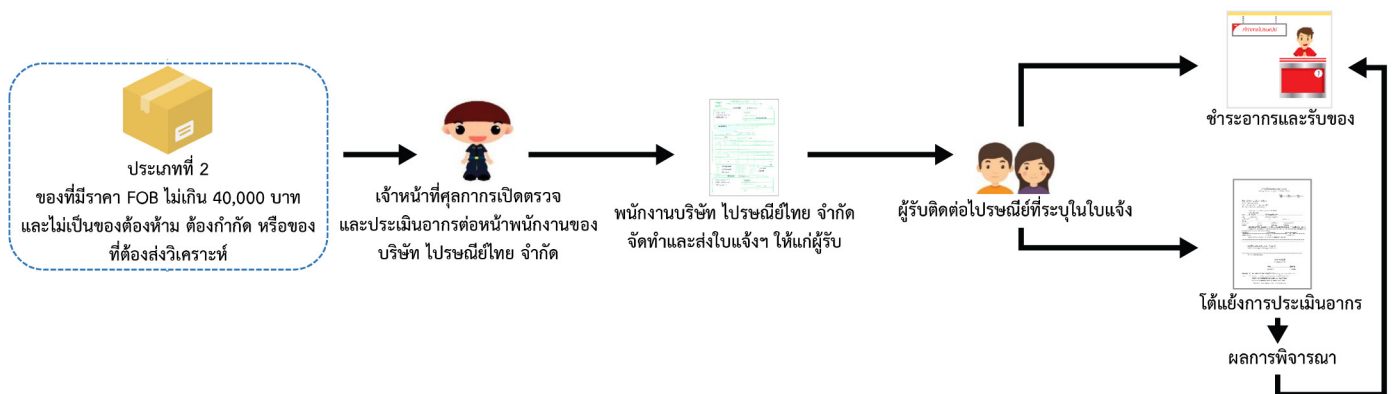 ประเภทที่ 2
ของที่มีราคา FOB ไม่เกิน 40,000 บาท
และไม่เป็นของต้องห้าม ต้องกำกัด หรือของ
ที่ต้องส่งวิเคราะห์
เจ้าหน้าที่ศุลกากรเปิดตรวจ
และประเมินอากรต่อหน้าพนักงานของ
บริษัท ไปรษณีย์ไทย จำกัด
พนักงานบริษัท ไปรษณีย์ไทย จำกัด
จัดทำและส่งใบแจ้งฯ ให้แก่ผู้รับ
ผู้รับติดต่อไปรษณีย์ที่ระบุในใบแจ้ง
ชำระอากรและรับของ
โต้แย้งการประเมินอากร
ผลการพิจารณา